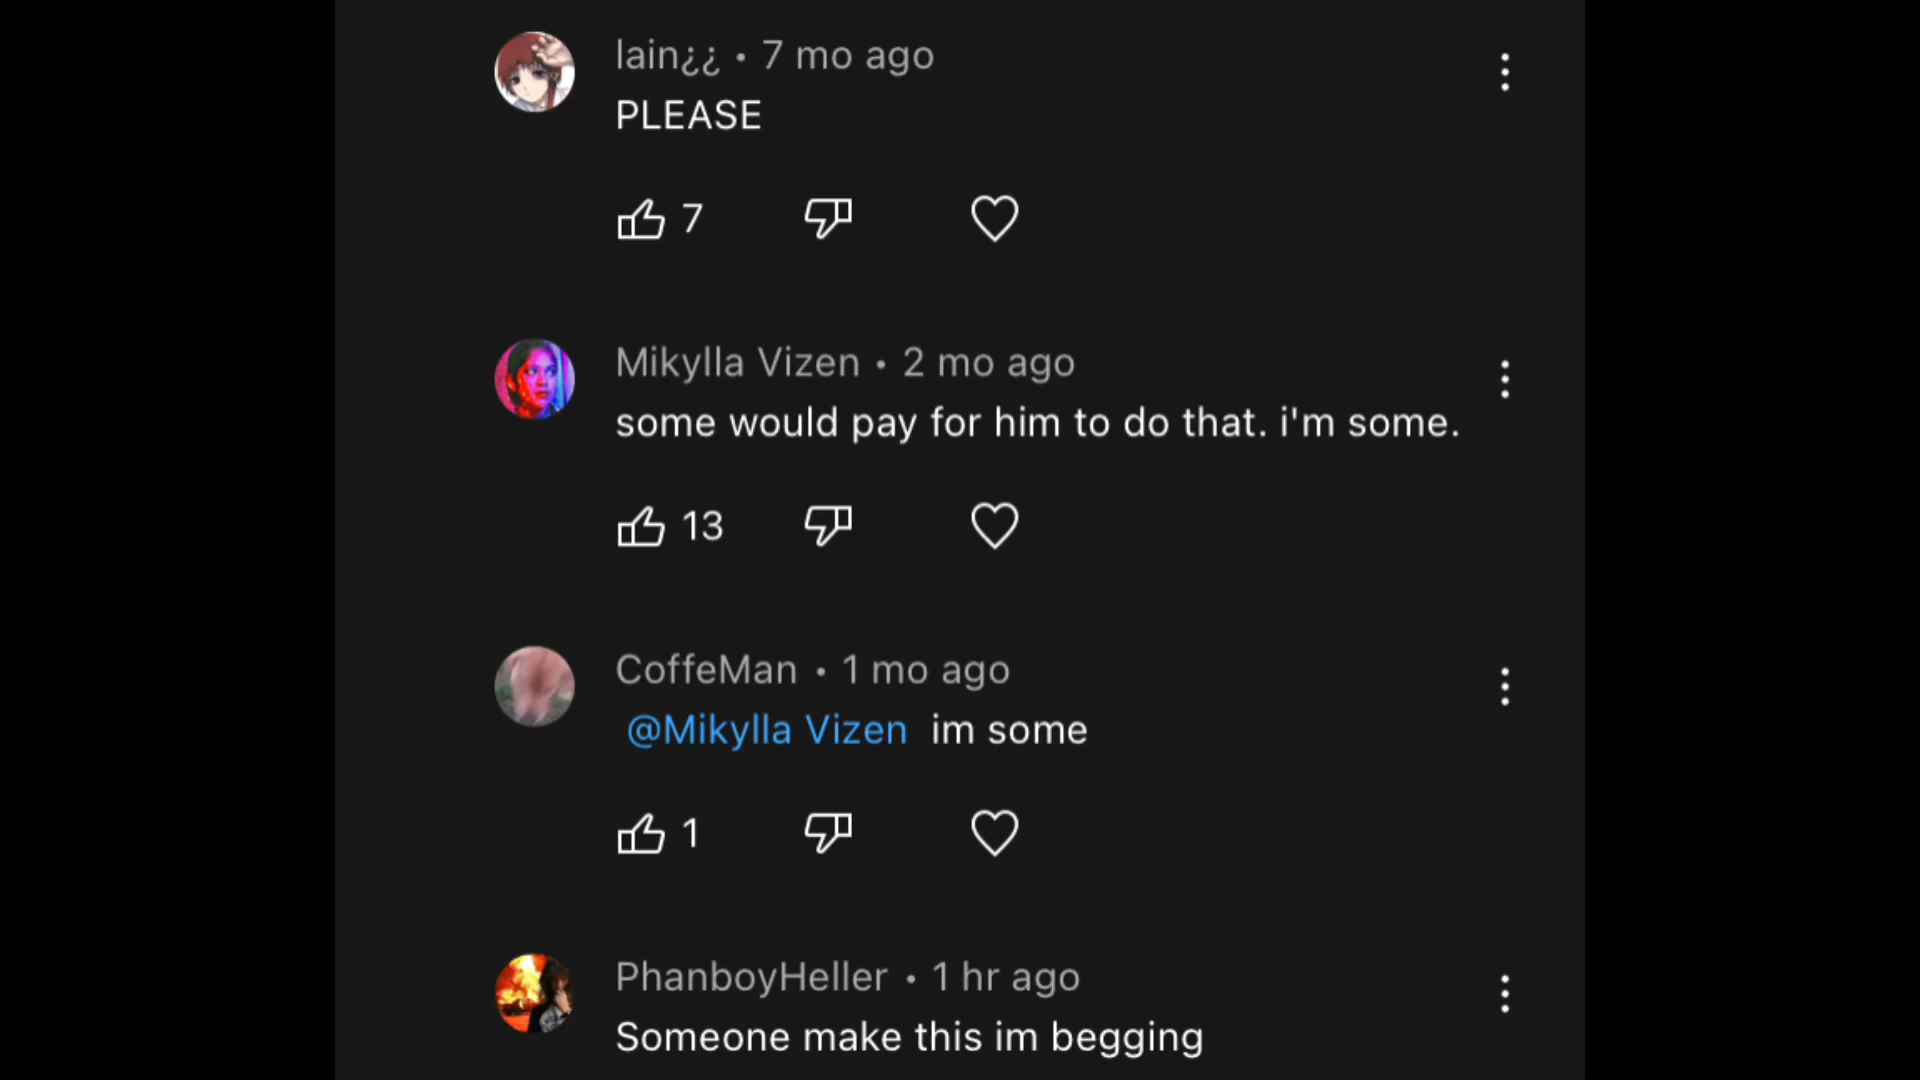 lain¿¿ • 7 mo ago
PLEASE
7
Mikylla Vizen • 2 mo ago
some would pay for him to do that. i'm some.
13
CoffeMan • 1 mo ago
@Mikylla Vizen im some
1
PhanboyHeller • 1 hr ago
Someone make this im begging